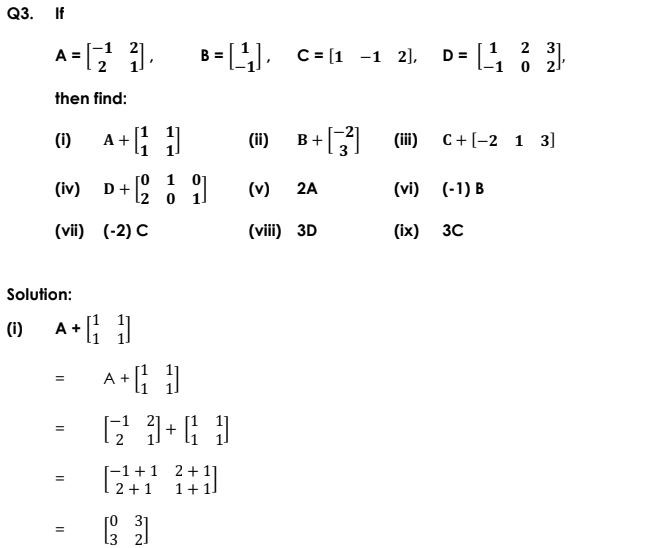 Q3. If
A = [−1 2; 2 1], B = [1; −1], C = [1 −1 2], D = [1 2 3; −1 0 2],
then find:
(i) A + [1 1; 1 1] (ii) B + [−2; 3] (iii) C + [−2 1 3]
(iv) D + [0 1 0; 2 0 1] (v) 2A (vi) (-1) B
(vii) (-2) C (viii) 3D (ix) 3C
Solution:
(i) A + [1 1; 1 1]
= A + [1 1; 1 1]
= [−1 2; 2 1] + [1 1; 1 1]
= [−1 + 1 2 + 1; 2 + 1 1 + 1]
= [0 3; 3 2]